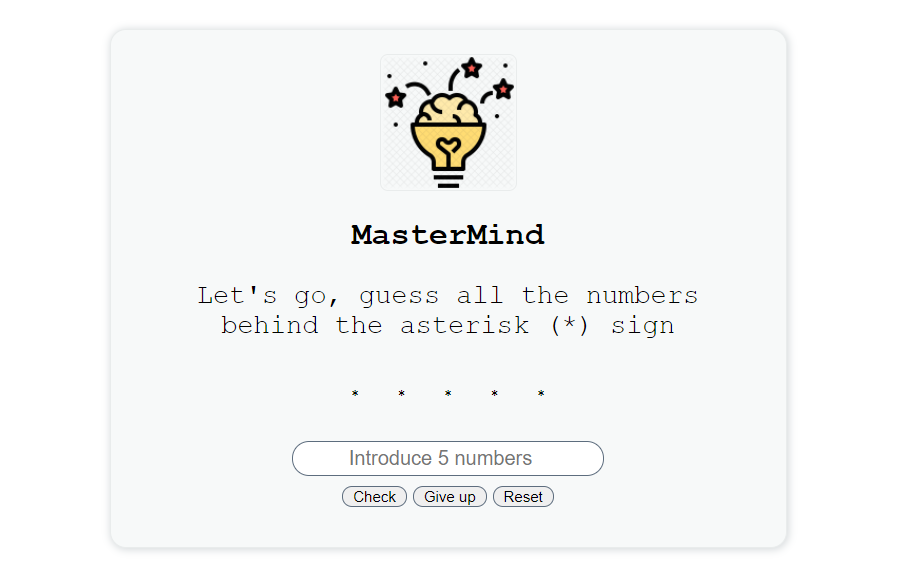 MasterMind
Let's go, guess all the numbers
behind the asterisk (*) sign
* * * * *
Introduce 5 numbers
Check Give up Reset